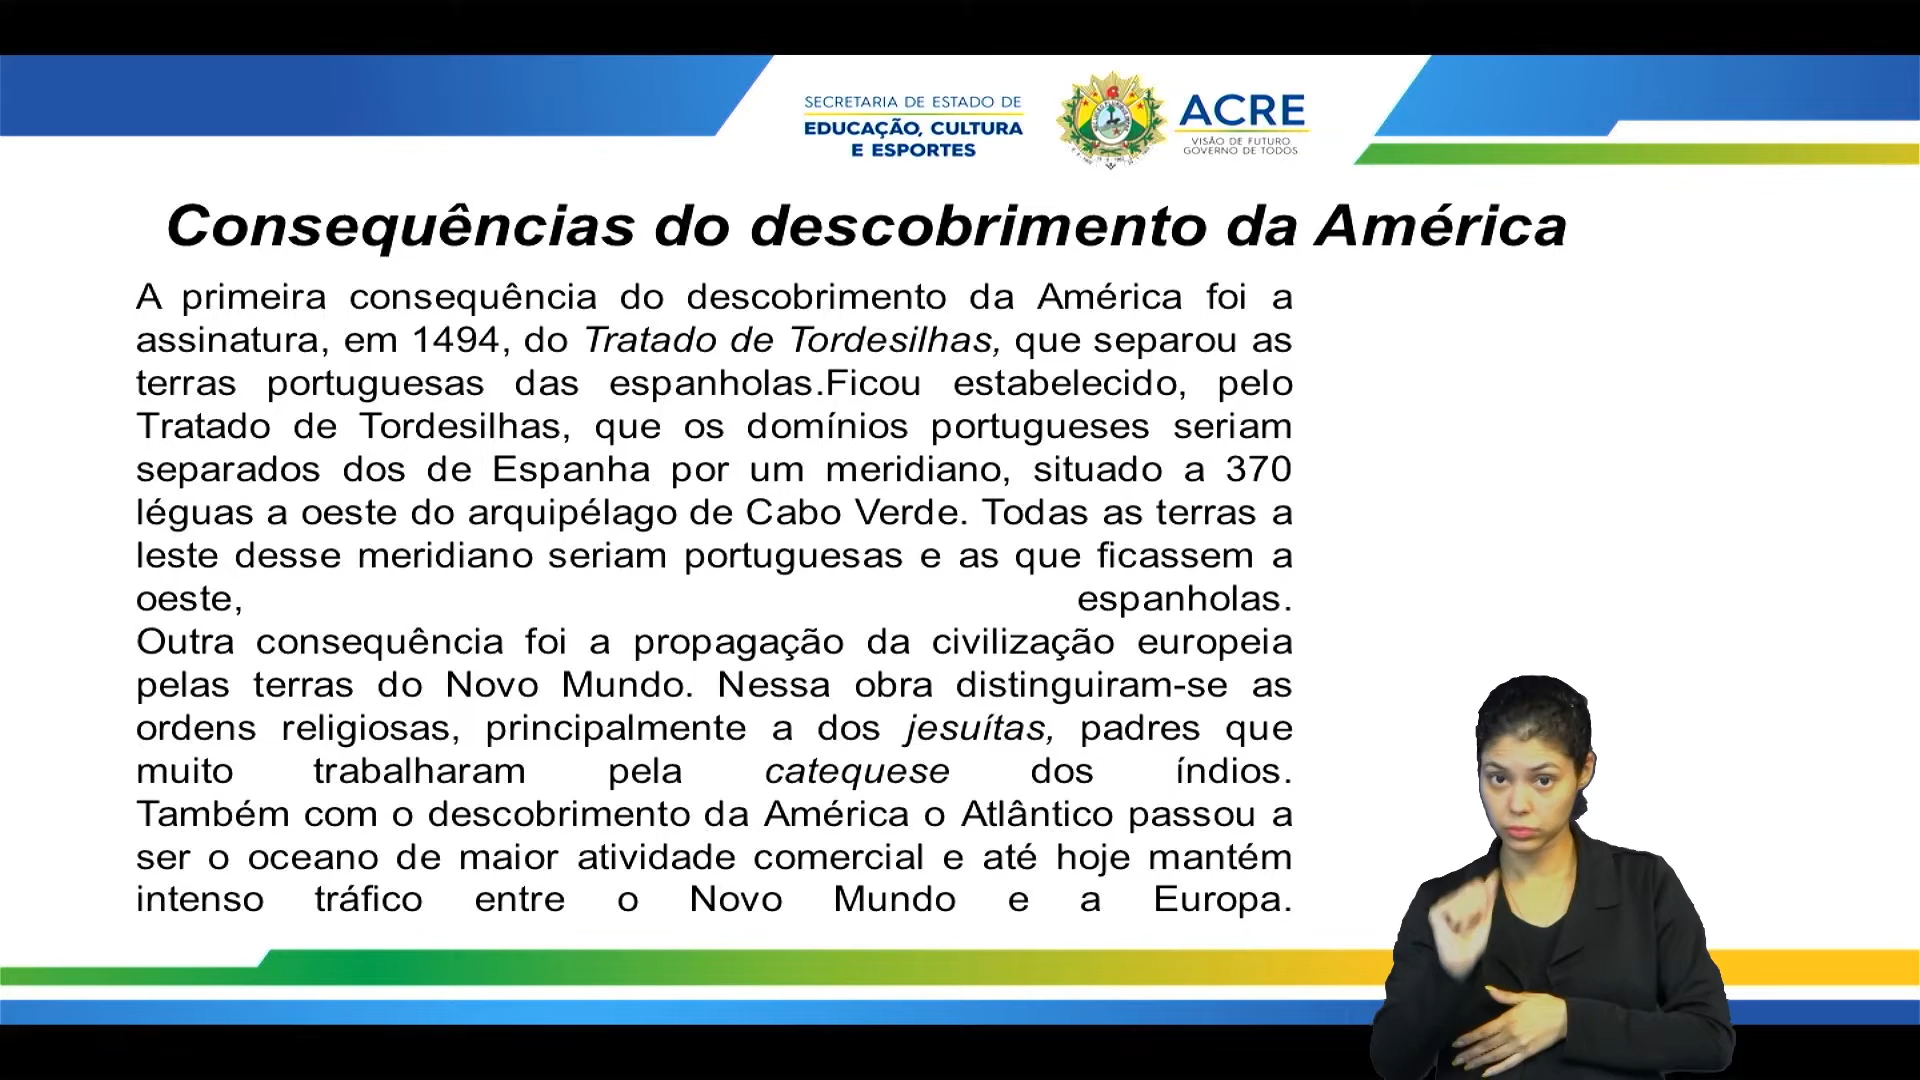 SECRETARIA DE ESTADO DE
EDUCAÇÃO, CULTURA
E ESPORTES
ACRE
VISÃO DE FUTURO
GOVERNO DE TODOS
Consequências do descobrimento da América
A primeira consequência do descobrimento da América foi a
assinatura, em 1494, do Tratado de Tordesilhas, que separou as
terras portuguesas das espanholas.Ficou estabelecido, pelo
Tratado de Tordesilhas, que os domínios portugueses seriam
separados dos de Espanha por um meridiano, situado a 370
léguas a oeste do arquipélago de Cabo Verde. Todas as terras a
leste desse meridiano seriam portuguesas e as que ficassem a
oeste, espanholas.
Outra consequência foi a propagação da civilização europeia
pelas terras do Novo Mundo. Nessa obra distinguiram-se as
ordens religiosas, principalmente a dos jesuítas, padres que
muito trabalharam pela catequese dos índios.
Também com o descobrimento da América o Atlântico passou a
ser o oceano de maior atividade comercial e até hoje mantém
intenso tráfico entre o Novo Mundo e a Europa.